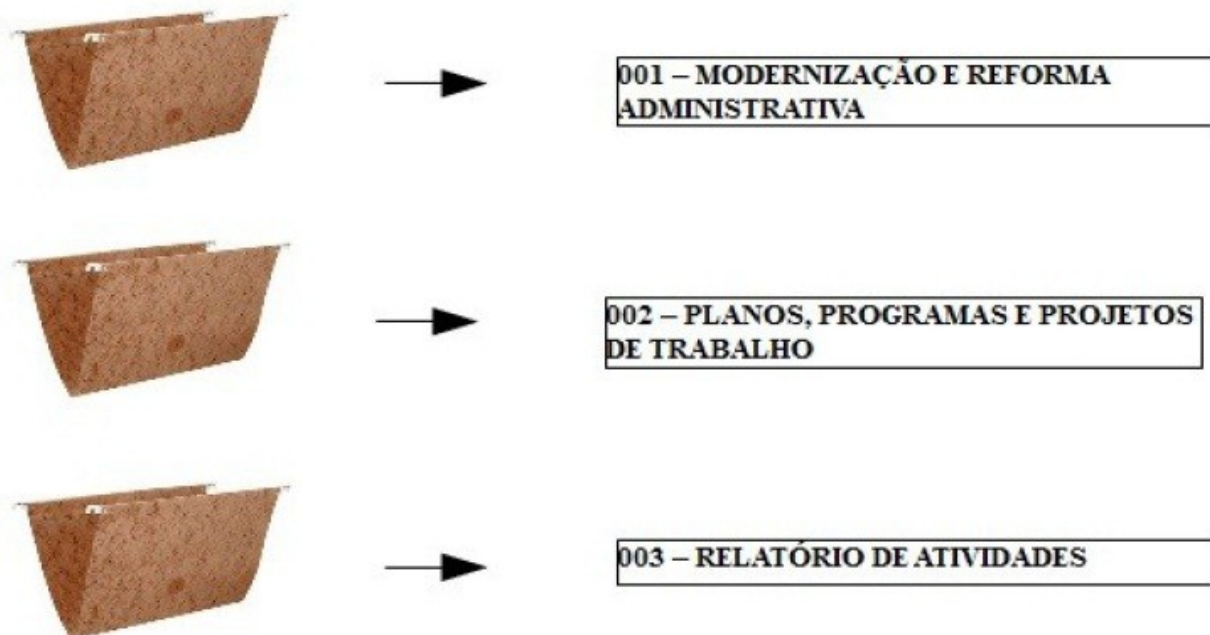 001 – MODERNIZAÇÃO E REFORMA
ADMINISTRATIVA
002 – PLANOS, PROGRAMAS E PROJETOS
DE TRABALHO
003 – RELATÓRIO DE ATIVIDADES